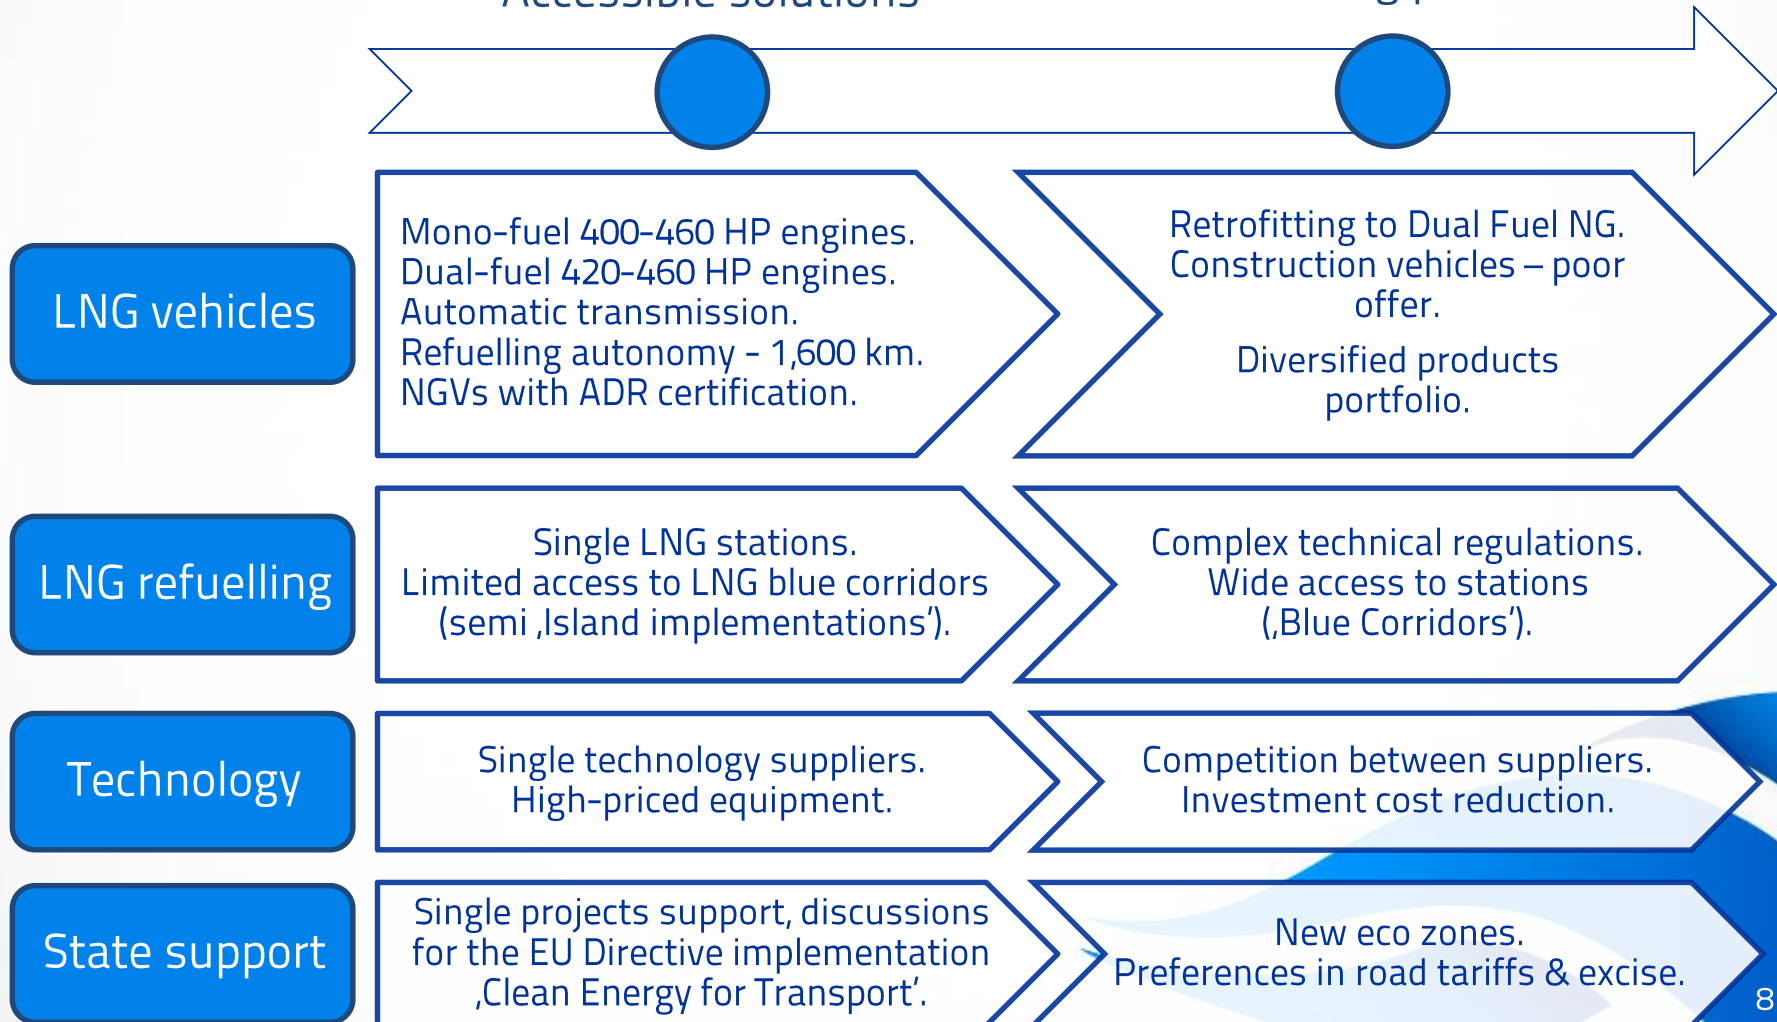 Accessible solutions
LNG vehicles
Mono-fuel 400-460 HP engines.
Dual-fuel 420-460 HP engines.
Automatic transmission.
Refuelling autonomy - 1,600 km.
NGVs with ADR certification.
Retrofitting to Dual Fuel NG.
Construction vehicles – poor
offer.
Diversified products
portfolio.
LNG refuelling
Single LNG stations.
Limited access to LNG blue corridors
(semi ‚Island implementations’).
Complex technical regulations.
Wide access to stations
(‚Blue Corridors’).
Technology
Single technology suppliers.
High-priced equipment.
Competition between suppliers.
Investment cost reduction.
State support
Single projects support, discussions
for the EU Directive implementation
‚Clean Energy for Transport’.
New eco zones.
Preferences in road tariffs & excise.
8